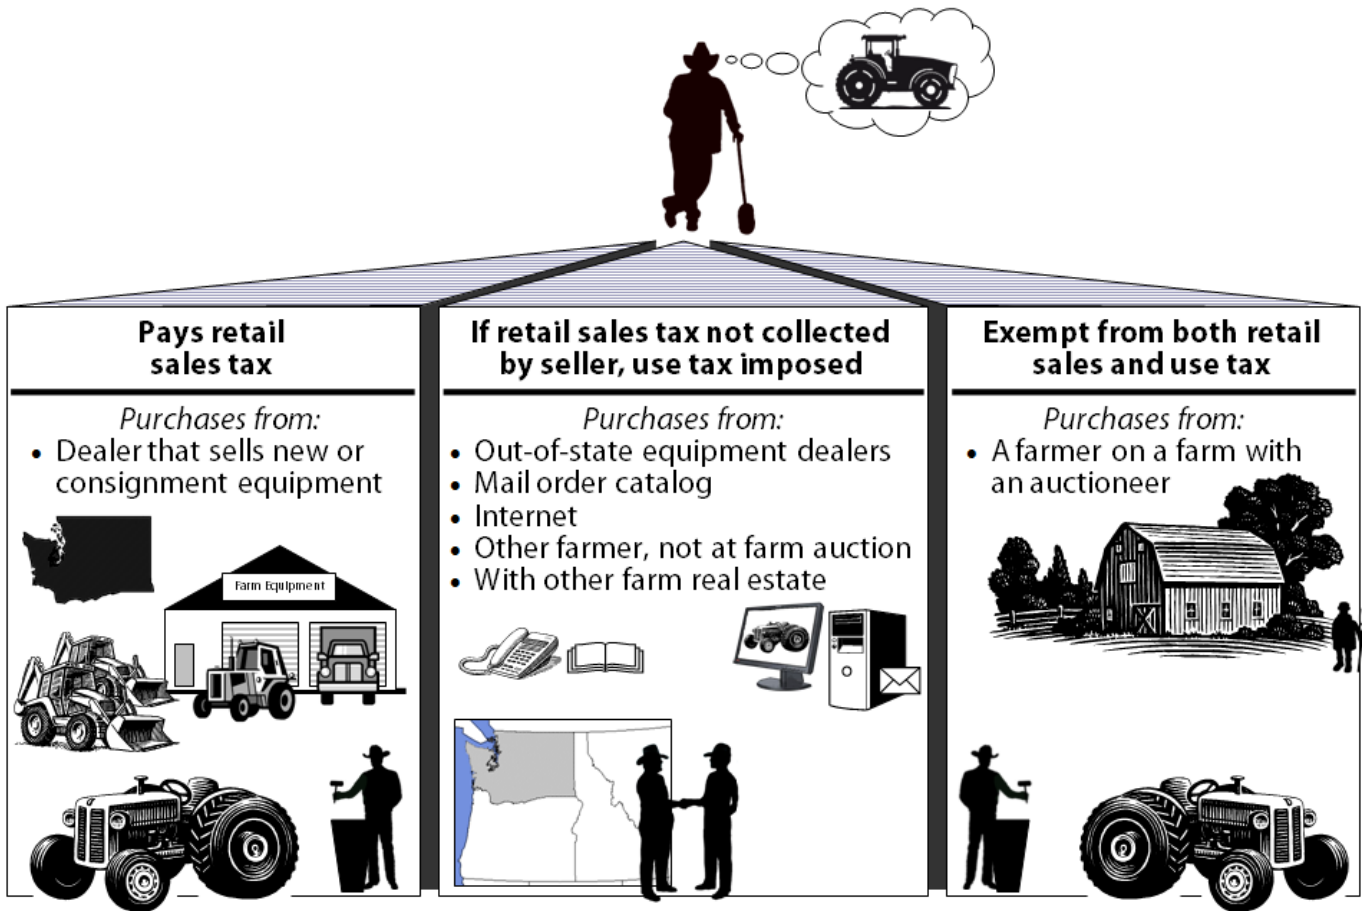 Pays retail
sales tax
Purchases from:
• Dealer that sells new or
consignment equipment
Farm Equipment
If retail sales tax not collected
by seller, use tax imposed
Purchases from:
• Out-of-state equipment dealers
• Mail order catalog
• Internet
• Other farmer, not at farm auction
• With other farm real estate
Exempt from both retail
sales and use tax
Purchases from:
• A farmer on a farm with
an auctioneer